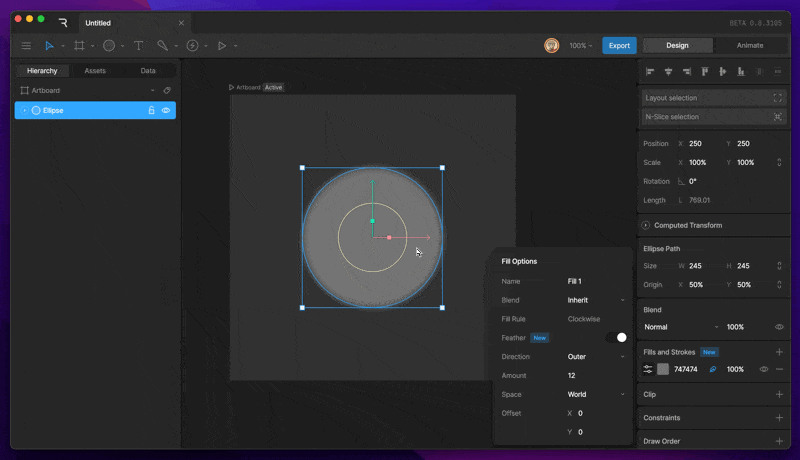 Untitled
BETA 0.8.3105
100%
Export
Design
Animate
Hierarchy
Assets
Data
Artboard
Ellipse
Artboard Active
Layout selection
N-Slice selection
Position X 250 Y 250
Scale X 100% Y 100%
Rotation 0°
Length L 769.01
Computed Transform
Ellipse Path
Size W 245 H 245
Origin X 50% Y 50%
Blend
Normal 100%
Fills and Strokes New
747474 100%
Clip
Constraints
Draw Order
Fill Options
Name Fill 1
Blend Inherit
Fill Rule Clockwise
Feather New
Direction Outer
Amount 12
Space World
Offset X 0
Y 0